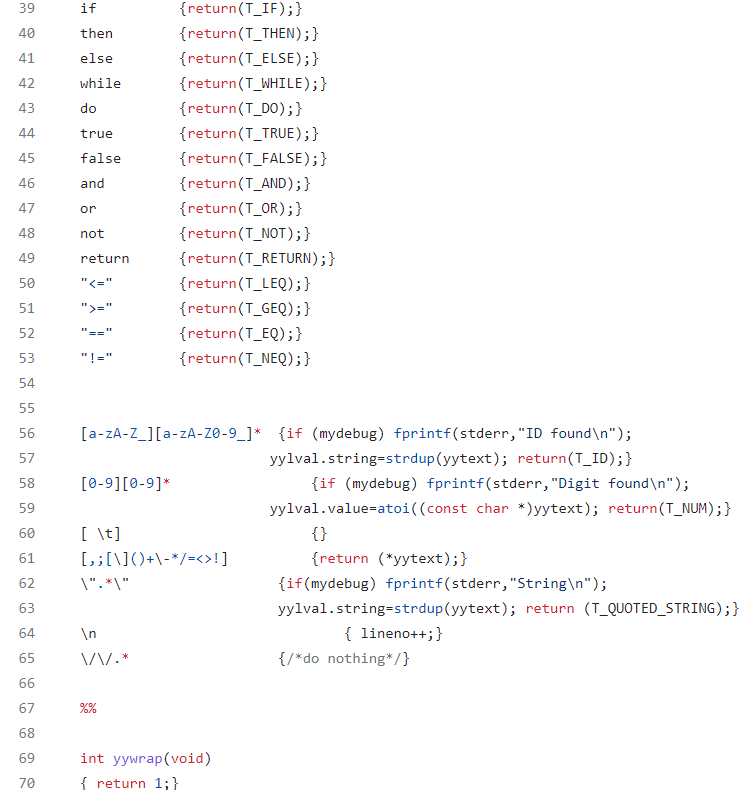 39 if {return(T_IF);}
40 then {return(T_THEN);}
41 else {return(T_ELSE);}
42 while {return(T_WHILE);}
43 do {return(T_DO);}
44 true {return(T_TRUE);}
45 false {return(T_FALSE);}
46 and {return(T_AND);}
47 or {return(T_OR);}
48 not {return(T_NOT);}
49 return {return(T_RETURN);}
50 "<=" {return(T_LEQ);}
51 ">=" {return(T_GEQ);}
52 "==" {return(T_EQ);}
53 "!=" {return(T_NEQ);}
54
55
56 [a-zA-Z_][a-zA-Z0-9_]* {if (mydebug) fprintf(stderr,"ID found\n");
57 yylval.string=strdup(yytext); return(T_ID);}
58 [0-9][0-9]* {if (mydebug) fprintf(stderr,"Digit found\n");
59 yylval.value=atoi((const char *)yytext); return(T_NUM);}
60 [ \t] {}
61 [,;[\]()+\-*/=<>!] {return (*yytext);}
62 \".*\" {if(mydebug) fprintf(stderr,"String\n");
63 yylval.string=strdup(yytext); return (T_QUOTED_STRING);}
64 \n { lineno++;}
65 \/\/.* {/*do nothing*/}
66
67 %%
68
69 int yywrap(void)
70 { return 1;}